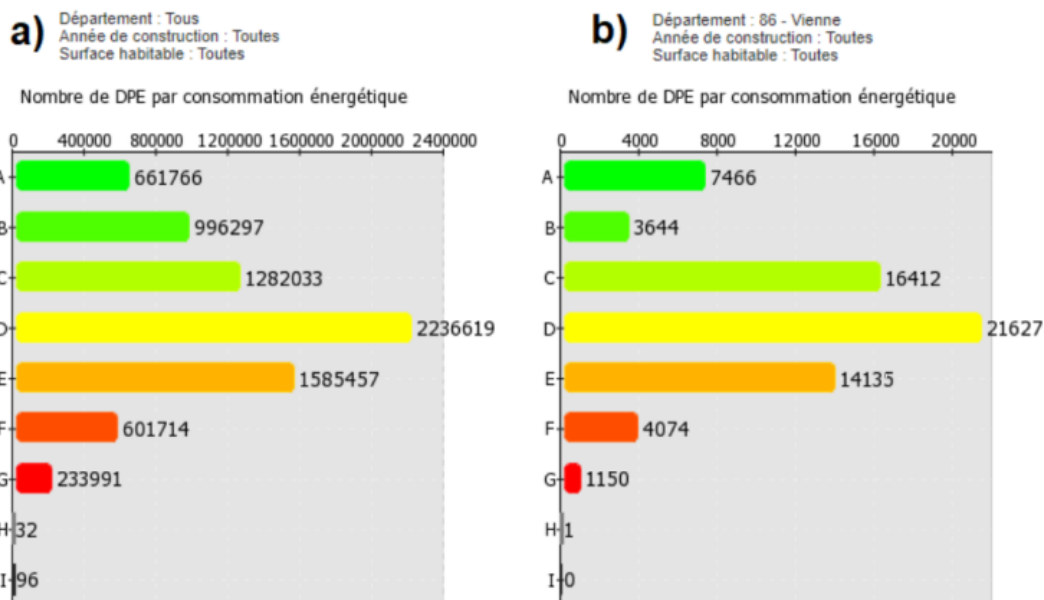 a)
Département : Tous
Année de construction : Toutes
Surface habitable : Toutes
Nombre de DPE par consommation énergétique
0 400000 800000 1200000 1600000 2000000 2400000
A 661766
B 996297
C 1282033
D 2236619
E 1585457
F 601714
G 233991
H 32
I 96
b)
Département : 86 - Vienne
Année de construction : Toutes
Surface habitable : Toutes
Nombre de DPE par consommation énergétique
0 4000 8000 12000 16000 20000
A 7466
B 3644
C 16412
D 21627
E 14135
F 4074
G 1150
H 1
I 0